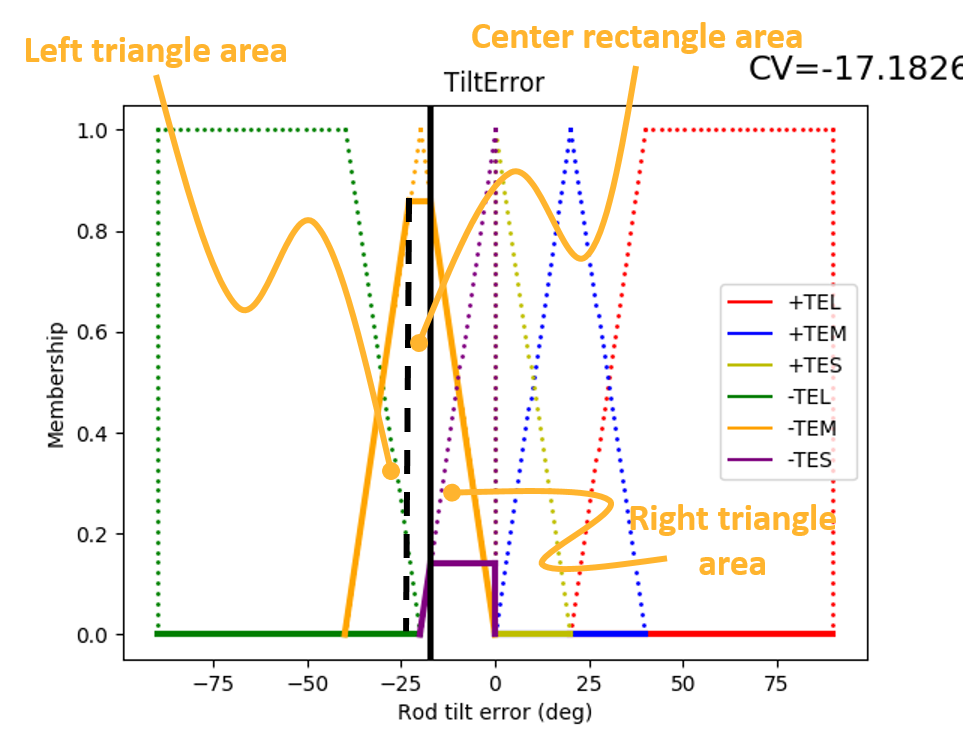 Center rectangle area
Left triangle area
CV=-17.1826
TiltError
1.0
0.8
0.6
0.4
0.2
0.0
Membership
+TEL
+TEM
+TES
-TEL
-TEM
-TES
Right triangle
area
−75
−50
−25
0
25
50
75
Rod tilt error (deg)